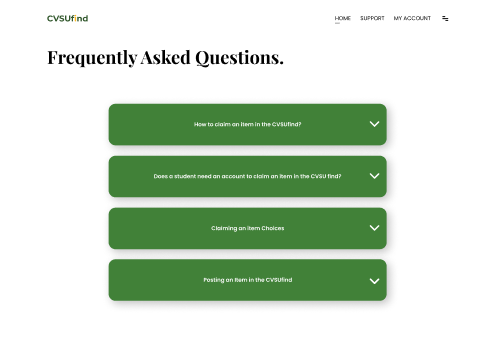 CVSUfind
HOME SUPPORT MY ACCOUNT
Frequently Asked Questions.
How to claim an item in the CVSUfind?
Does a student need an account to claim an item in the CVSU find?
Claiming an item Choices
Posting an Item in the CVSUfind